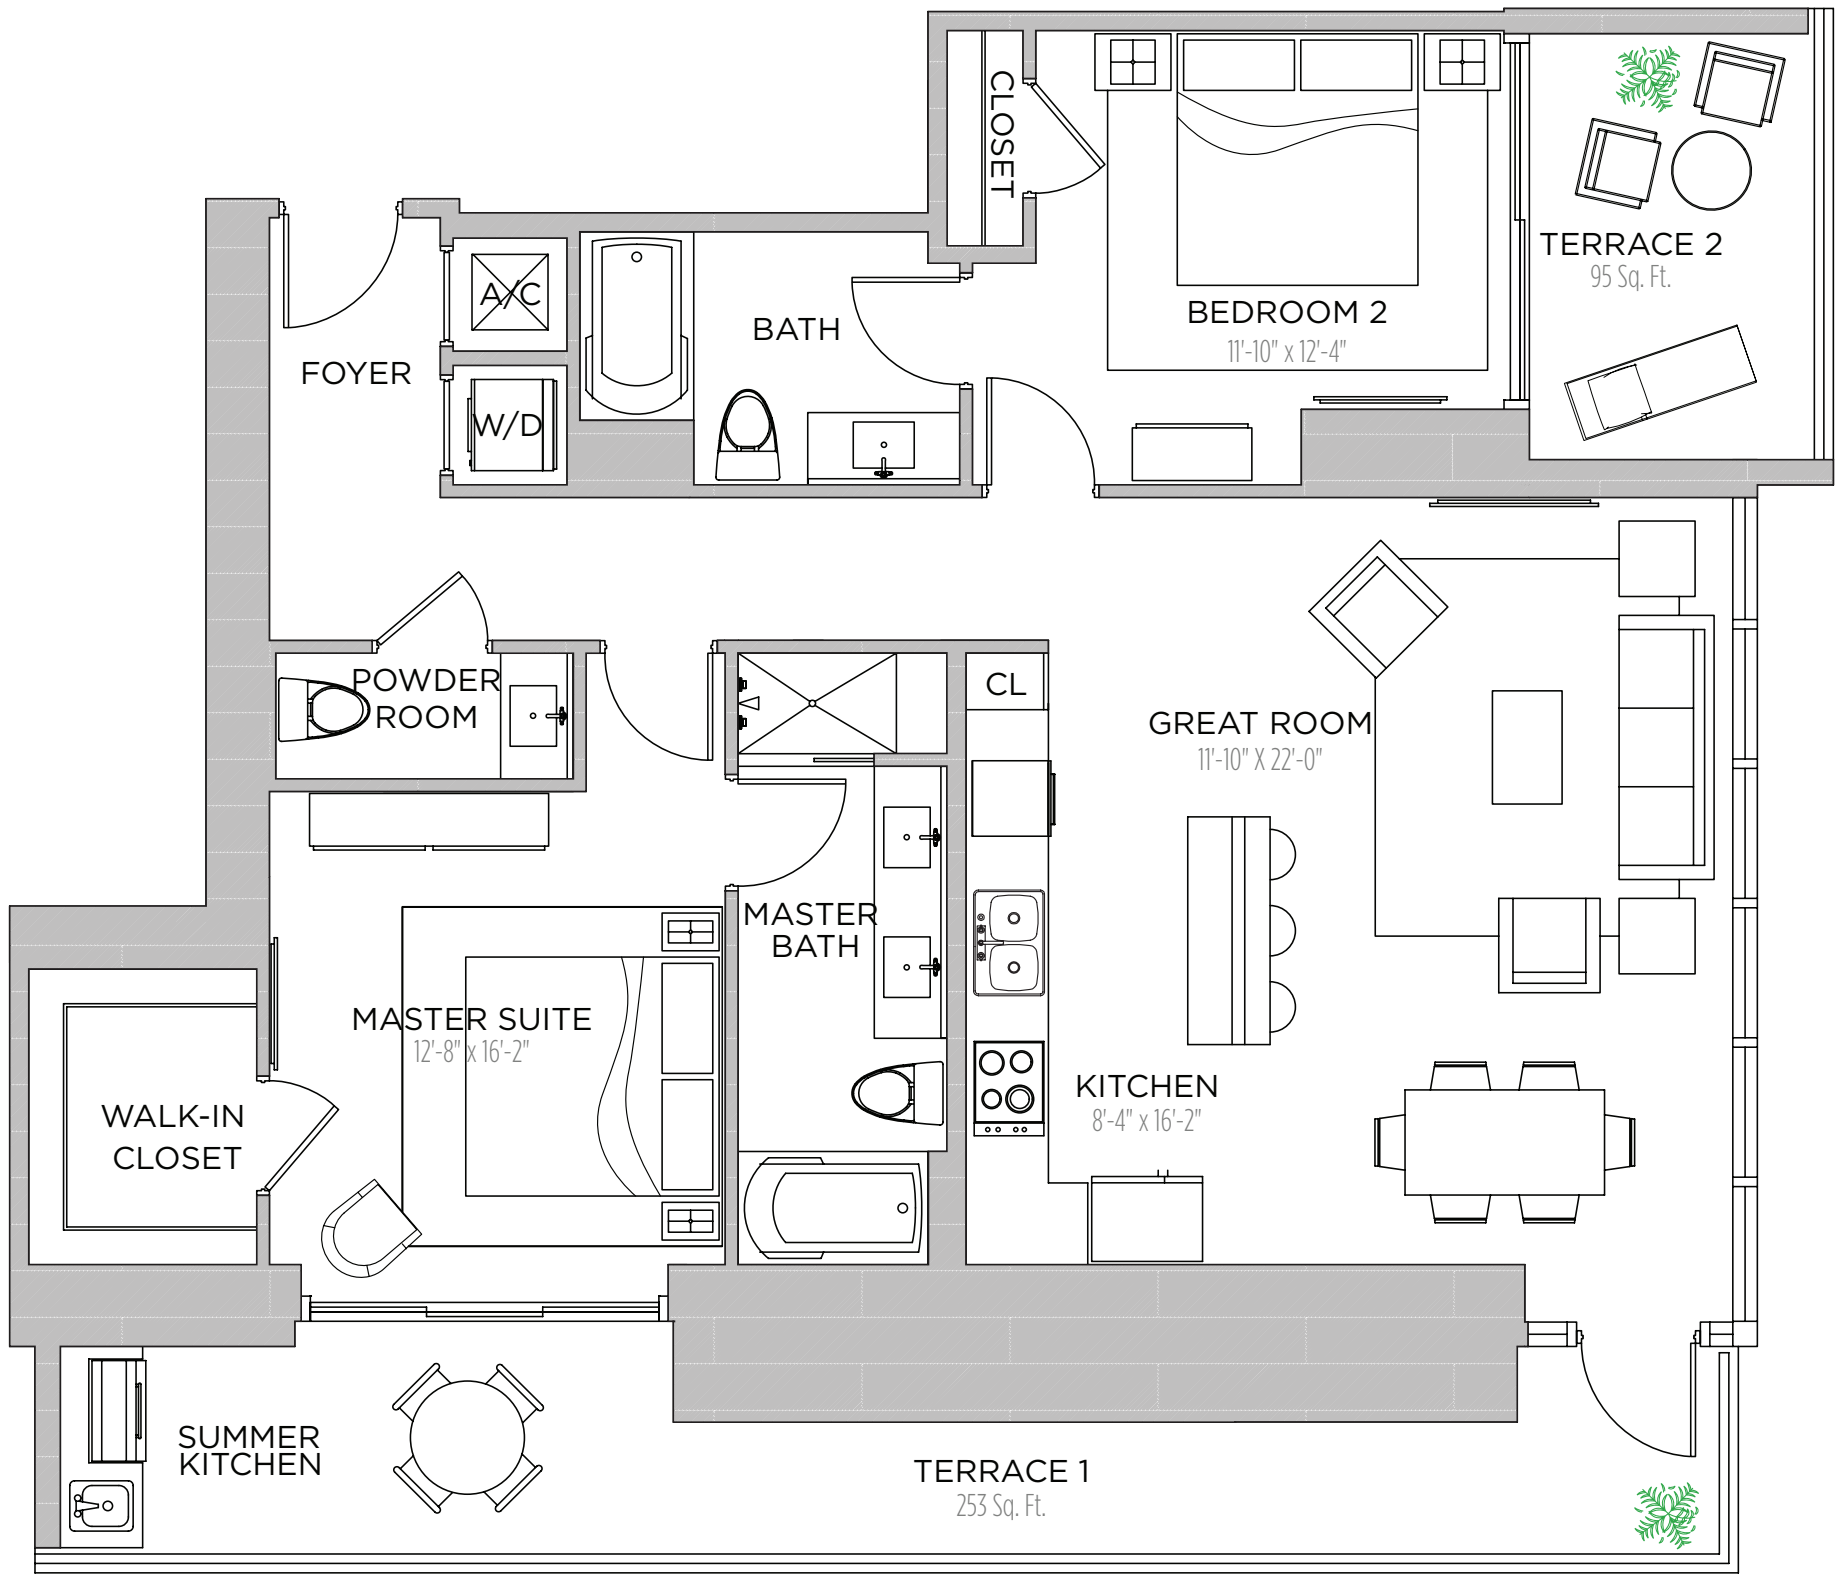 CLOSET
TERRACE 2
95 Sq. Ft.
A/C
BATH
BEDROOM 2
11'-10" x 12'-4"
FOYER
W/D
POWDER
ROOM
CL
GREAT ROOM
11'-10" X 22'-0"
MASTER
BATH
MASTER SUITE
12'-8" x 16'-2"
KITCHEN
8'-4" x 16'-2"
WALK-IN
CLOSET
SUMMER
KITCHEN
TERRACE 1
253 Sq. Ft.